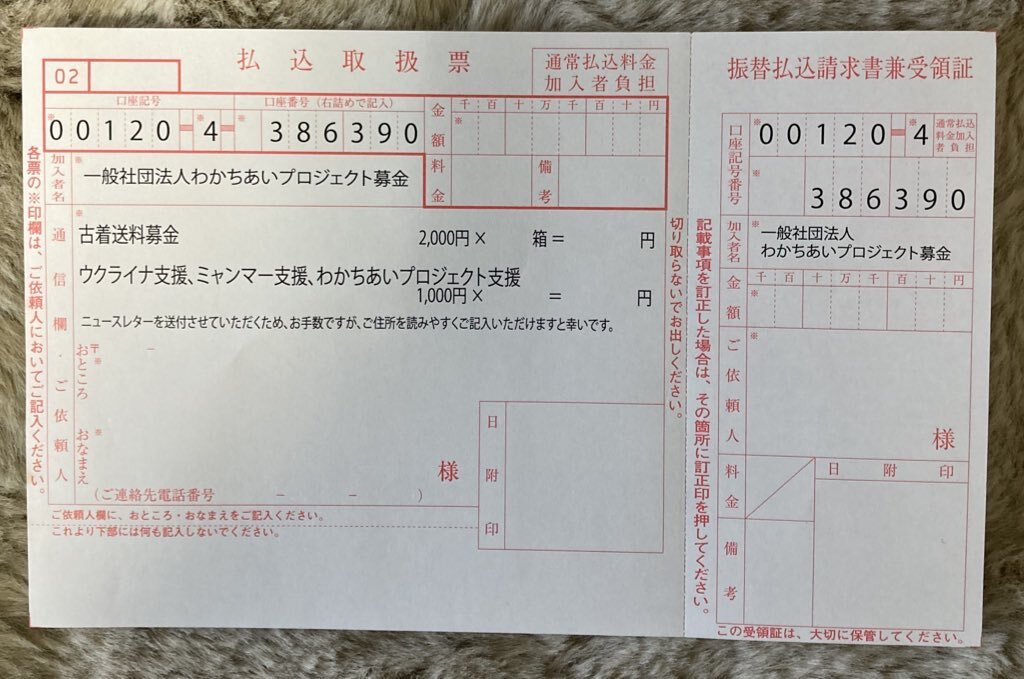 払込取扱票
02
通常払込料金
加入者負担
口座記号
口座番号（右詰めで記入）
※00120-※4-※386390
金額
千百十万千百十円
※
加入者名
※
一般社団法人わかちあいプロジェクト募金
料金
備考
通信欄・ご依頼人
※
古着送料募金 2,000円× 箱＝ 円
ウクライナ支援、ミャンマー支援、わかちあいプロジェクト支援
1,000円× ＝ 円
ニュースレターを送付させていただくため、お手数ですが、ご住所を読みやすくご記入いただけますと幸いです。
おところ
〒 －
※
おなまえ
※
様
（ご連絡先電話番号 － － ）
日附印
ご依頼人欄に、おところ・おなまえをご記入ください。
これより下部には何も記入しないでください。
各票の※印欄は、ご依頼人においてご記入ください。
切り取らないでお出しください。
記載事項を訂正した場合は、その箇所に訂正印を押してください。
振替払込請求書兼受領証
口座記号番号
※00120-※4
通常払込
料金加入
者負担
※
386390
加入者名
※
一般社団法人
わかちあいプロジェクト募金
金額
千百十万千百十円
※
ご依頼人
※
様
料金
日附印
備考
この受領証は、大切に保管してください。